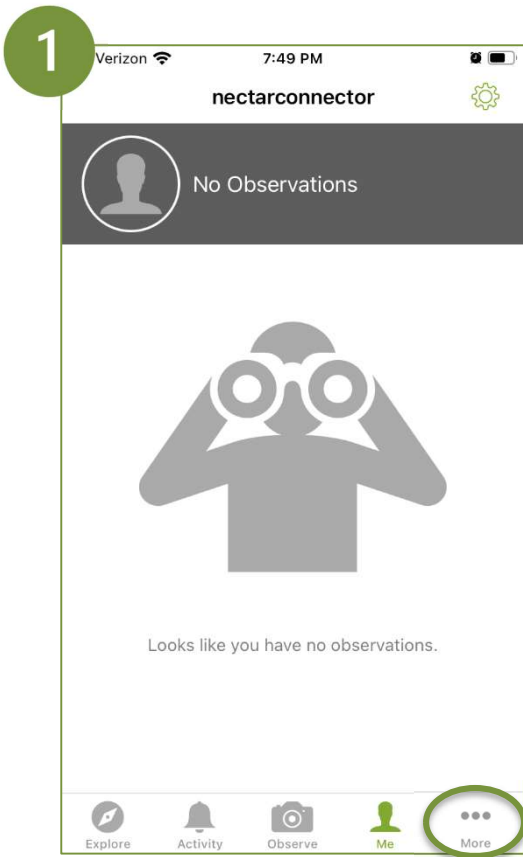 1
Verizon 7:49 PM
nectarconnector
No Observations
Looks like you have no observations.
Explore Activity Observe Me More